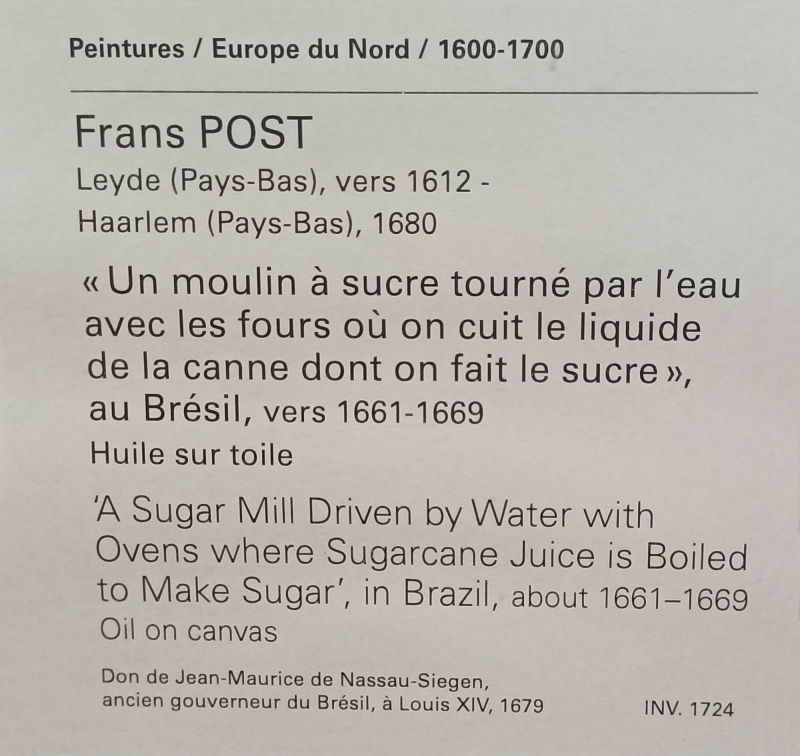 Peintures / Europe du Nord / 1600-1700
Frans POST
Leyde (Pays-Bas), vers 1612 -
Haarlem (Pays-Bas), 1680
« Un moulin à sucre tourné par l’eau
avec les fours où on cuit le liquide
de la canne dont on fait le sucre »,
au Brésil, vers 1661-1669
Huile sur toile
‘A Sugar Mill Driven by Water with
Ovens where Sugarcane Juice is Boiled
to Make Sugar’, in Brazil, about 1661–1669
Oil on canvas
Don de Jean-Maurice de Nassau-Siegen,
ancien gouverneur du Brésil, à Louis XIV, 1679
INV. 1724